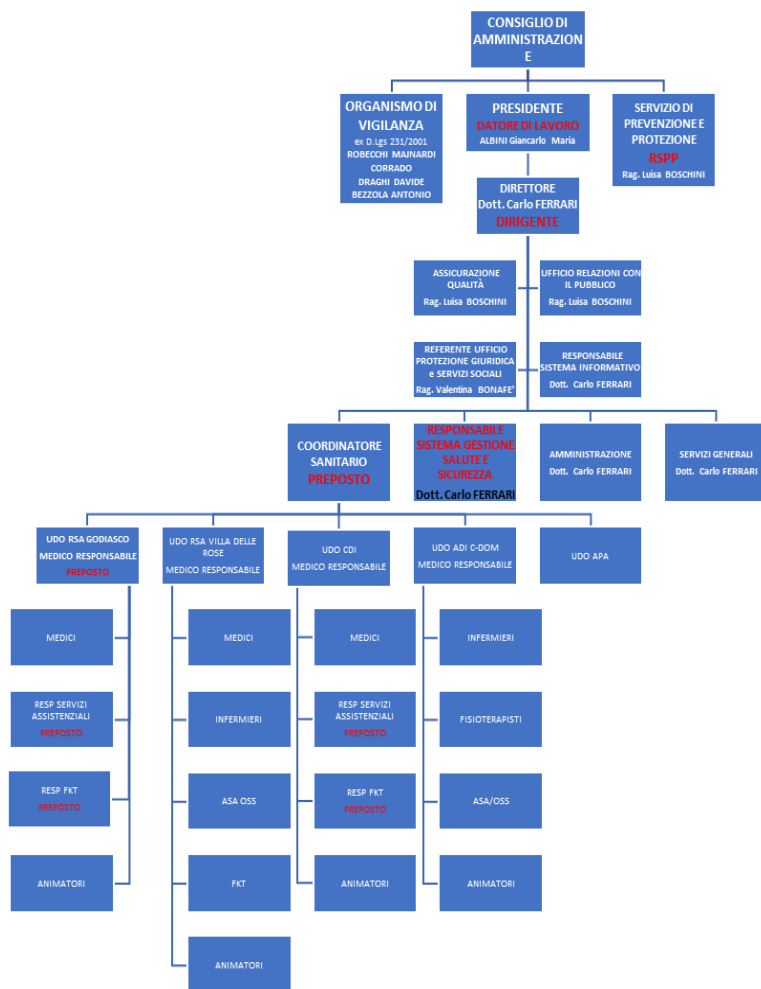 CONSIGLIO DI
AMMINISTRAZION
E
ORGANISMO DI
VIGILANZA
ex D.Lgs 231/2001
ROBECCHI MAJNARDI
CORRADO
DRAGHI DAVIDE
BEZZOLA ANTONIO
PRESIDENTE
DATORE DI LAVORO
ALBINI Giancarlo Maria
SERVIZIO DI
PREVENZIONE E
PROTEZIONE
RSPP
Rag. Luisa BOSCHINI
DIRETTORE
Dott. Carlo FERRARI
DIRIGENTE
ASSICURAZIONE
QUALITÀ
Rag. Luisa BOSCHINI
UFFICIO RELAZIONI CON
IL PUBBLICO
Rag. Luisa BOSCHINI
REFERENTE UFFICIO
PROTEZIONE GIURIDICA
e SERVIZI SOCIALI
Rag. Valentina BONAFE'
RESPONSABILE
SISTEMA INFORMATIVO
Dott. Carlo FERRARI
COORDINATORE
SANITARIO
PREPOSTO
RESPONSABILE
SISTEMA GESTIONE
SALUTE E
SICUREZZA
Dott. Carlo FERRARI
AMMINISTRAZIONE
Dott. Carlo FERRARI
SERVIZI GENERALI
Dott. Carlo FERRARI
UDO RSA GODIASCO
MEDICO RESPONSABILE
PREPOSTO
UDO RSA VILLA DELLE
ROSE
MEDICO RESPONSABILE
UDO CDI
MEDICO RESPONSABILE
UDO ADI C-DOM
MEDICO RESPONSABILE
UDO APA
MEDICI
RESP SERVIZI
ASSISTENZIALI
PREPOSTO
RESP FKT
PREPOSTO
ANIMATORI
MEDICI
INFERMIERI
ASA OSS
FKT
ANIMATORI
MEDICI
RESP SERVIZI
ASSISTENZIALI
PREPOSTO
RESP FKT
PREPOSTO
ANIMATORI
INFERMIERI
FISIOTERAPISTI
ASA/OSS
ANIMATORI